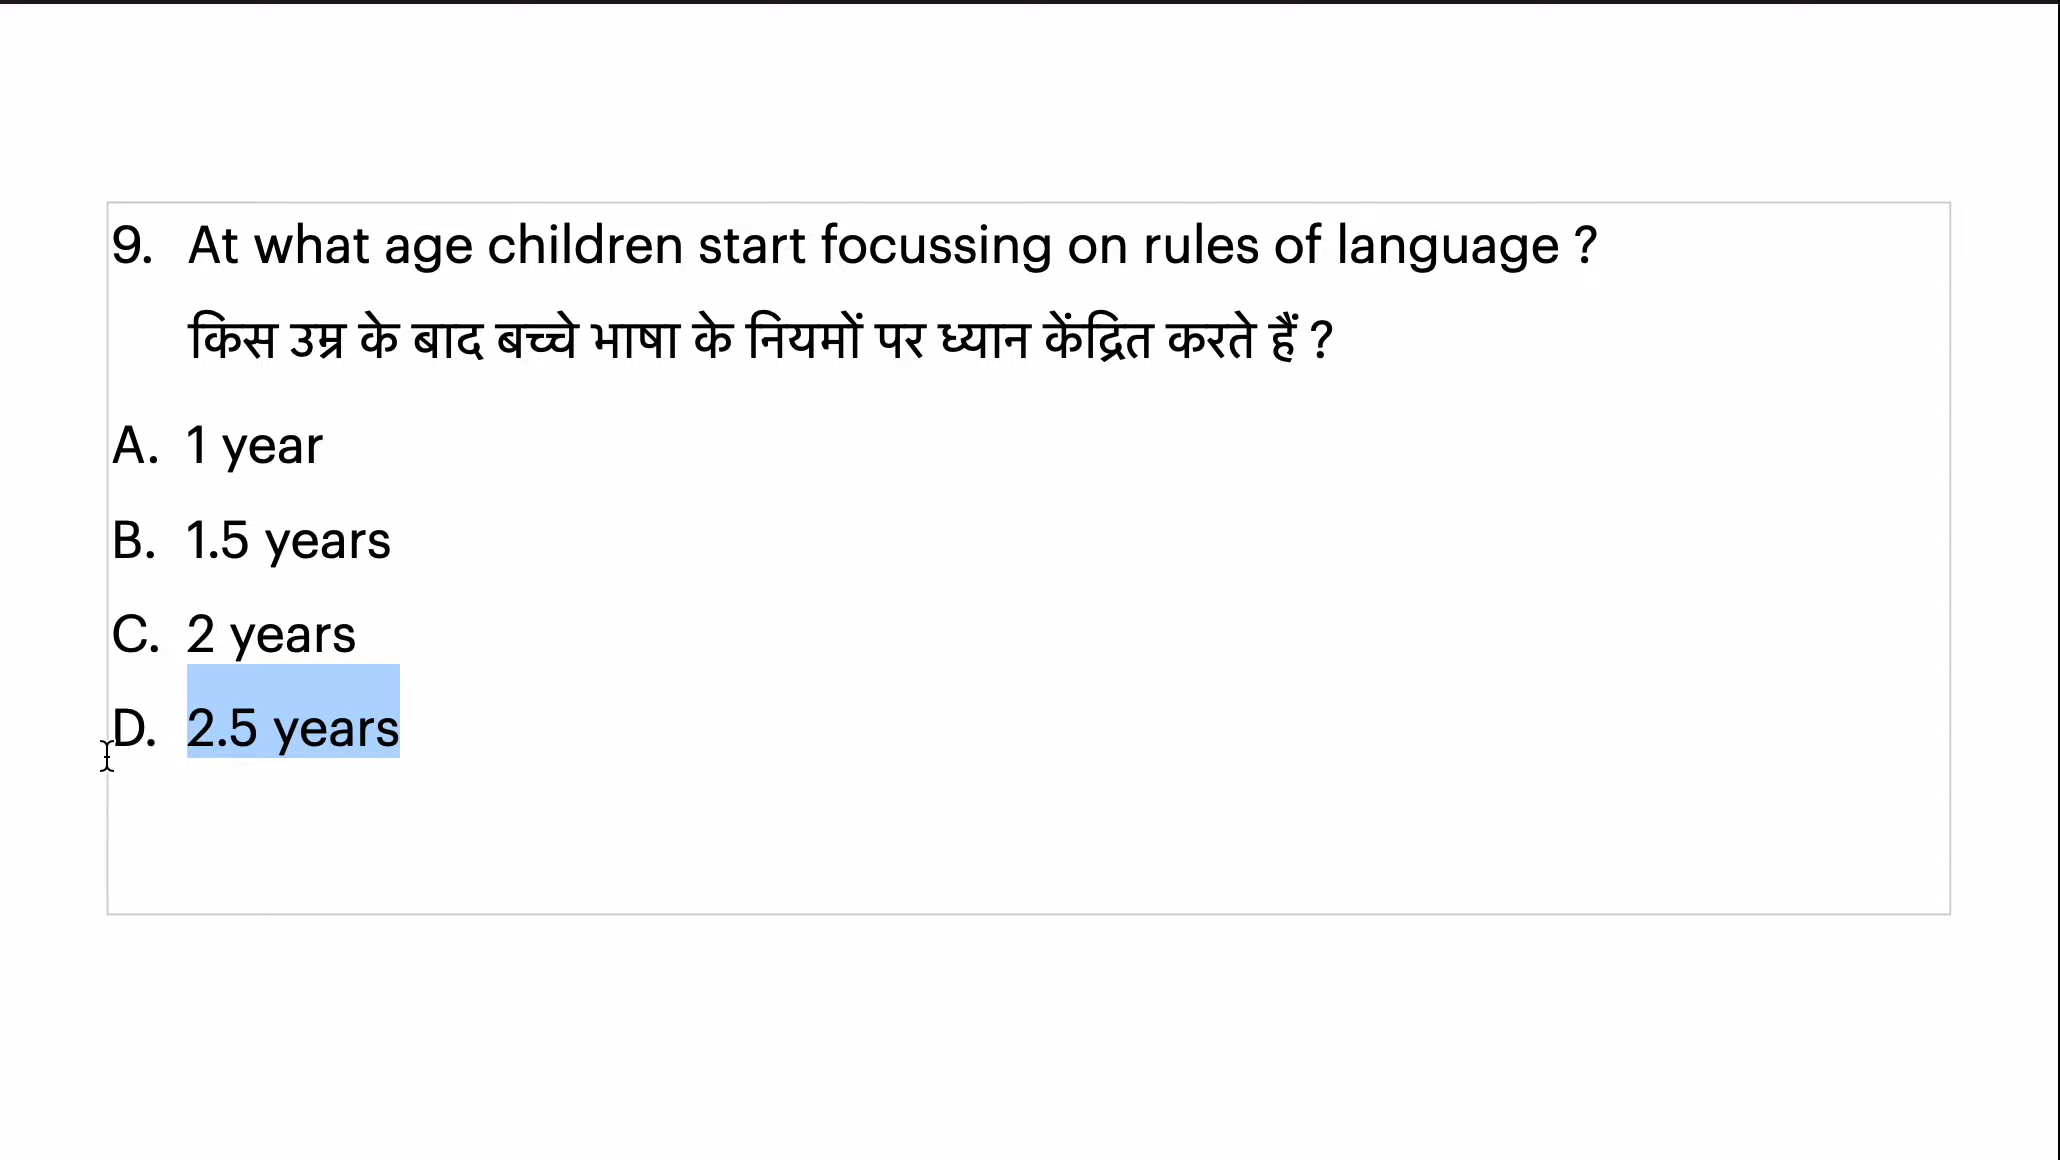 9. At what age children start focussing on rules of language ?
किस उम्र के बाद बच्चे भाषा के नियमों पर ध्यान केंद्रित करते हैं ?
A. 1 year
B. 1.5 years
C. 2 years
D. 2.5 years